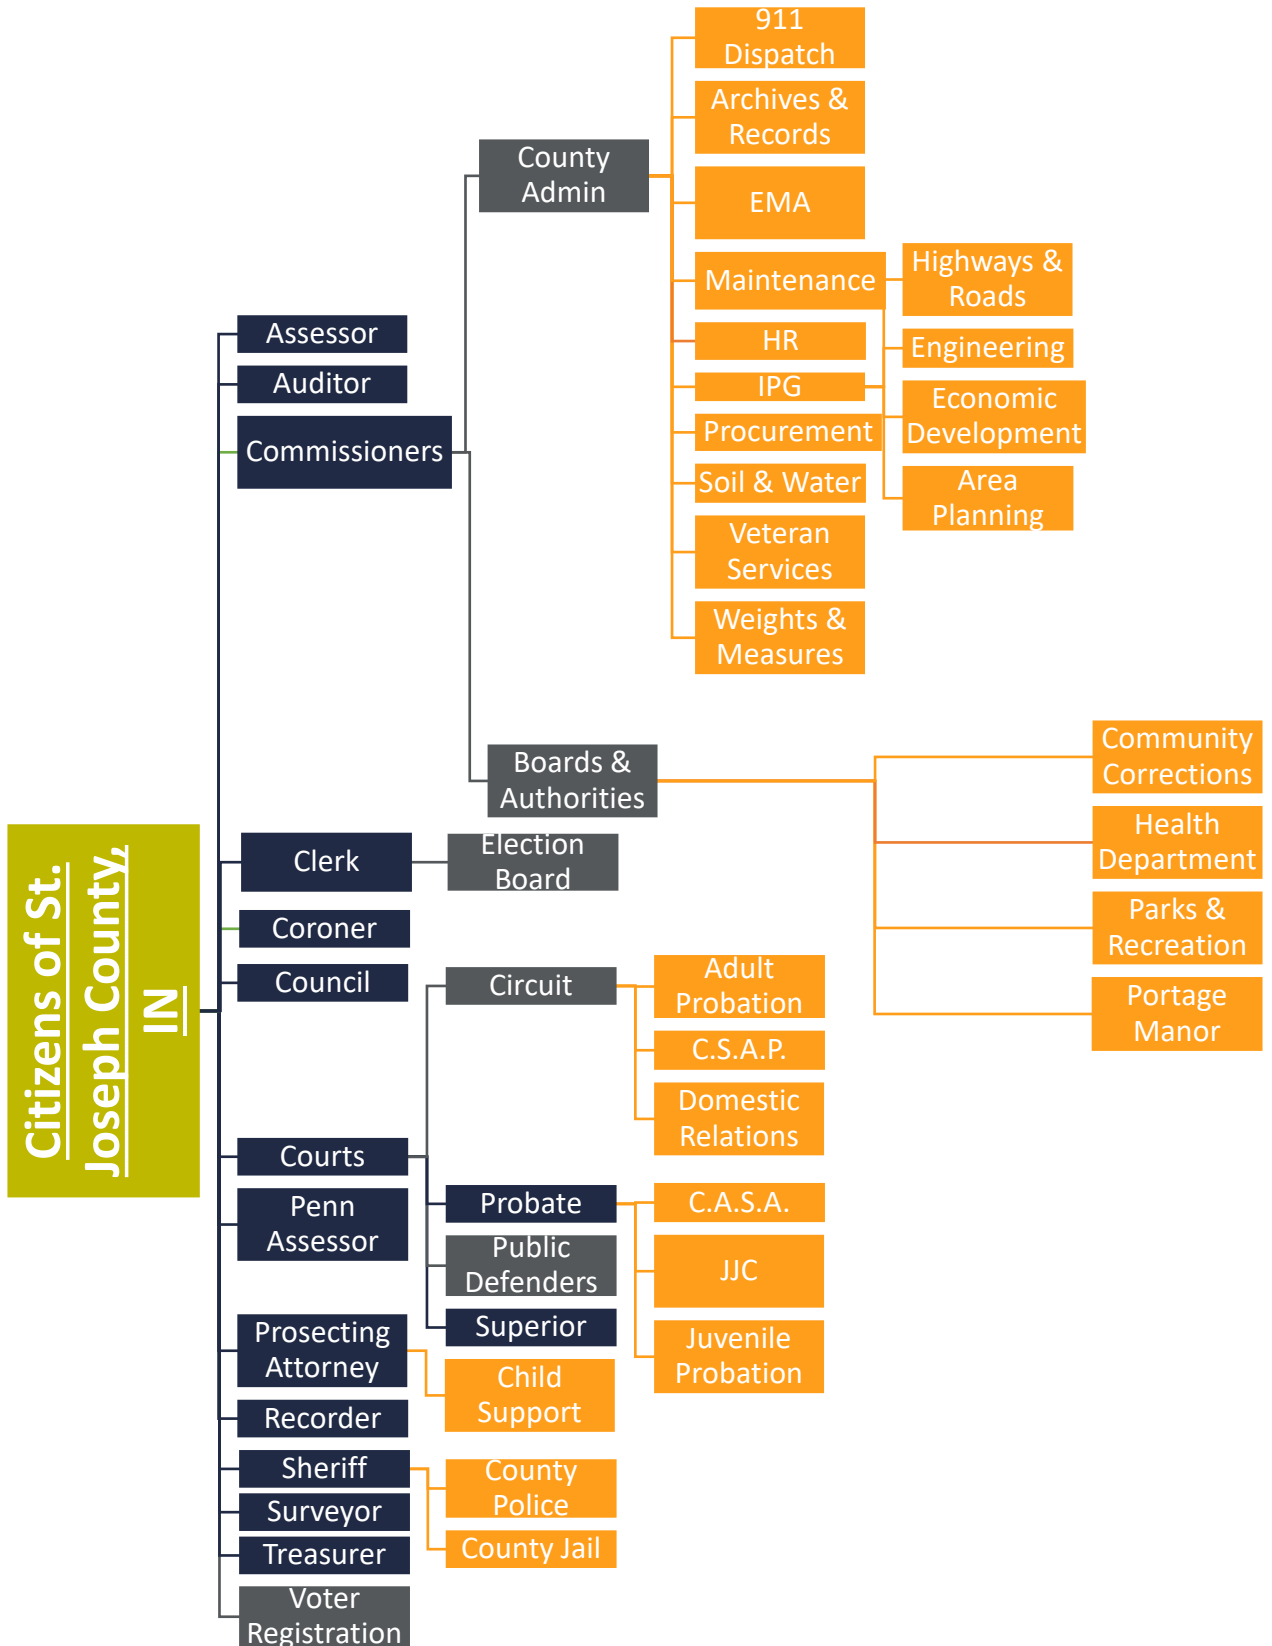 Citizens of St.
Joseph County,
IN
Assessor
Auditor
Commissioners
County
Admin
911
Dispatch
Archives &
Records
EMA
Maintenance
HR
IPG
Highways &
Roads
Engineering
Economic
Development
Area
Planning
Procurement
Soil & Water
Veteran
Services
Weights &
Measures
Boards &
Authorities
Community
Corrections
Health
Department
Parks &
Recreation
Portage
Manor
Clerk
Election
Board
Coroner
Council
Courts
Circuit
Adult
Probation
C.S.A.P.
Domestic
Relations
Probate
C.A.S.A.
JJC
Juvenile
Probation
Public
Defenders
Superior
Penn
Assessor
Prosecting
Attorney
Child
Support
Recorder
Sheriff
County
Police
County Jail
Surveyor
Treasurer
Voter
Registration